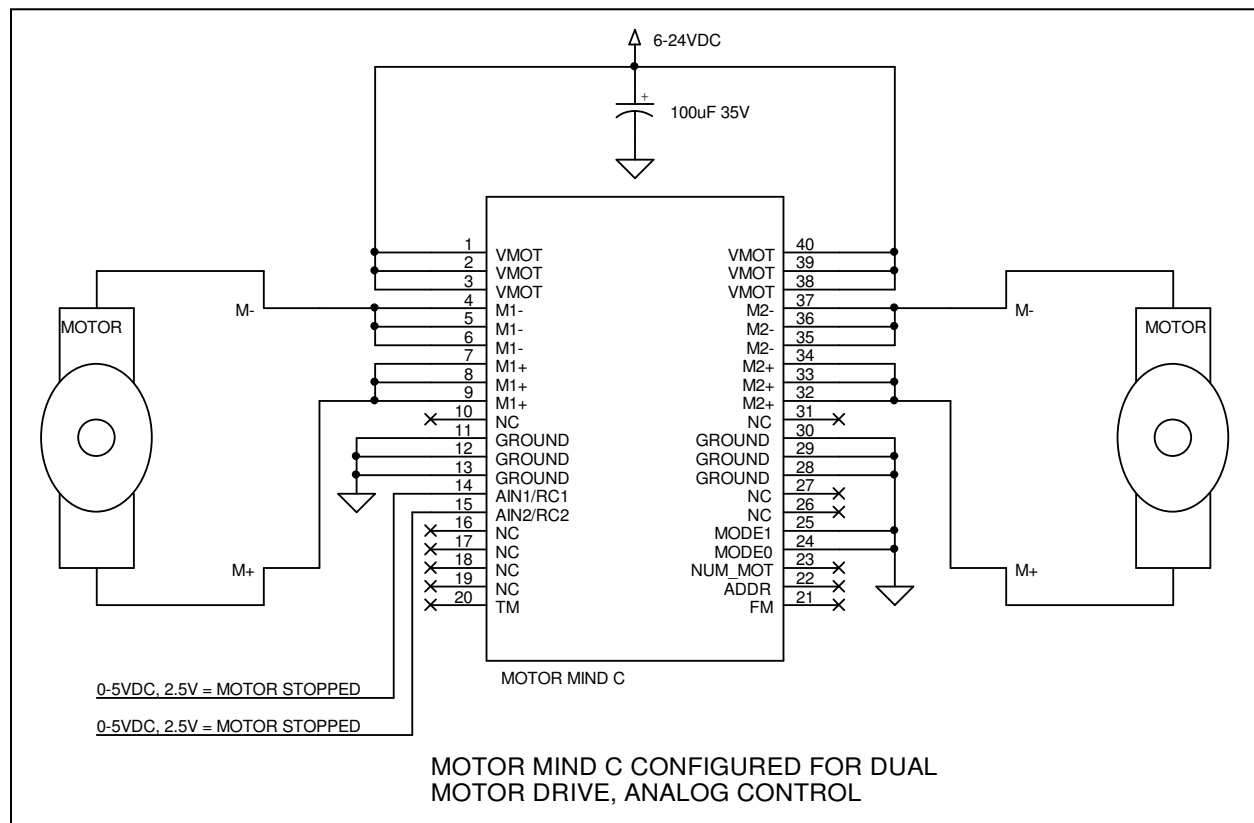 6-24VDC
+
100uF 35V
1 VMOT VMOT 40
2 VMOT VMOT 39
3 VMOT VMOT 38
4 M1- M2- 37
5 M1- M2- 36
6 M1- M2- 35
7 M1+ M2+ 34
8 M1+ M2+ 33
9 M1+ M2+ 32
10 NC NC 31
11 GROUND GROUND 30
12 GROUND GROUND 29
13 GROUND GROUND 28
14 AIN1/RC1 NC 27
15 AIN2/RC2 NC 26
16 NC MODE1 25
17 NC MODE0 24
18 NC NUM_MOT 23
19 NC ADDR 22
20 TM FM 21
M-
MOTOR
M+
M-
MOTOR
M+
MOTOR MIND C
0-5VDC, 2.5V = MOTOR STOPPED
0-5VDC, 2.5V = MOTOR STOPPED
MOTOR MIND C CONFIGURED FOR DUAL
MOTOR DRIVE, ANALOG CONTROL